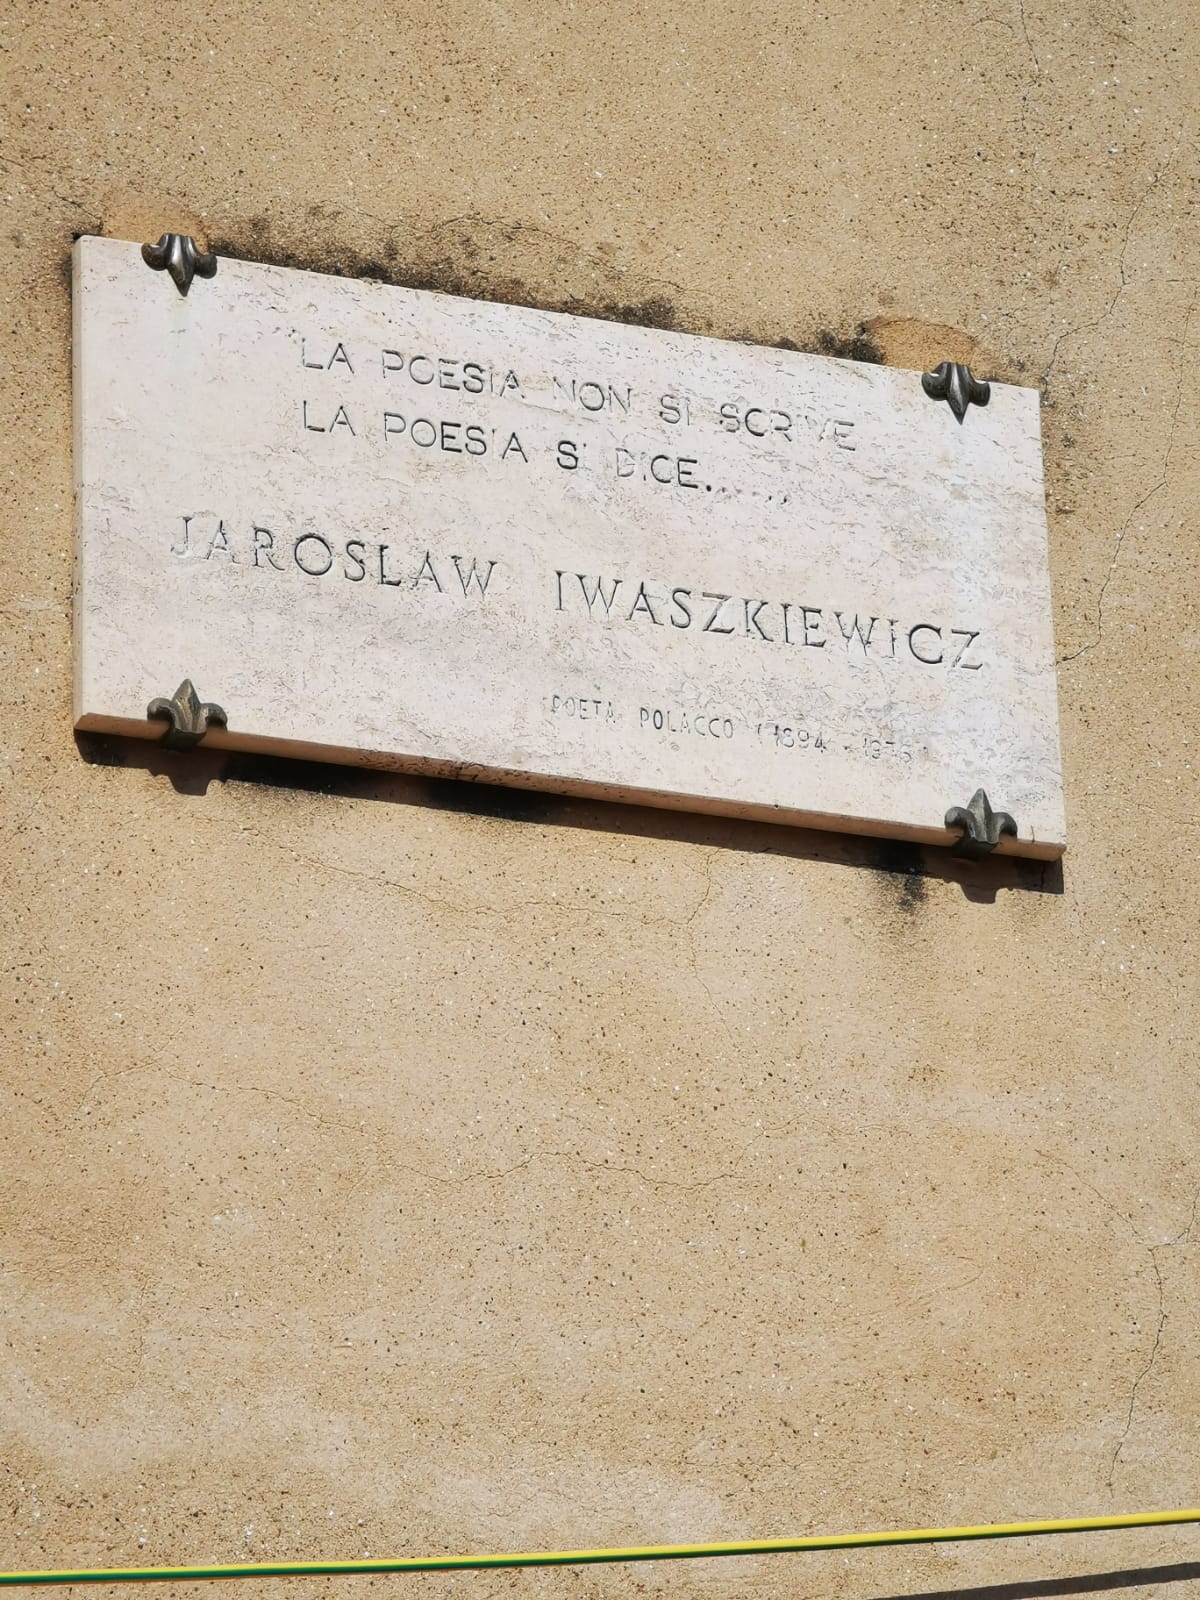 LA POESIA NON SI SCRIVE
LA POESIA SI DICE......
JAROSLAW IWASZKIEWICZ
POETA POLACCO (1894 -